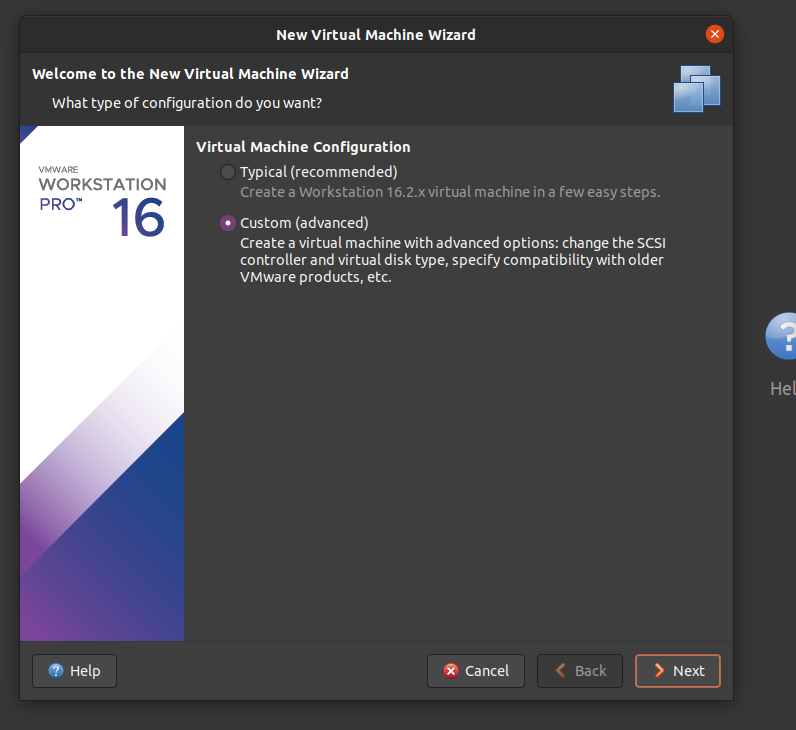 New Virtual Machine Wizard
Welcome to the New Virtual Machine Wizard
What type of configuration do you want?
VMWARE
WORKSTATION
PRO™ 16
Virtual Machine Configuration
Typical (recommended)
Create a Workstation 16.2.x virtual machine in a few easy steps.
Custom (advanced)
Create a virtual machine with advanced options: change the SCSI
controller and virtual disk type, specify compatibility with older
VMware products, etc.
Help
Cancel
Back
Next